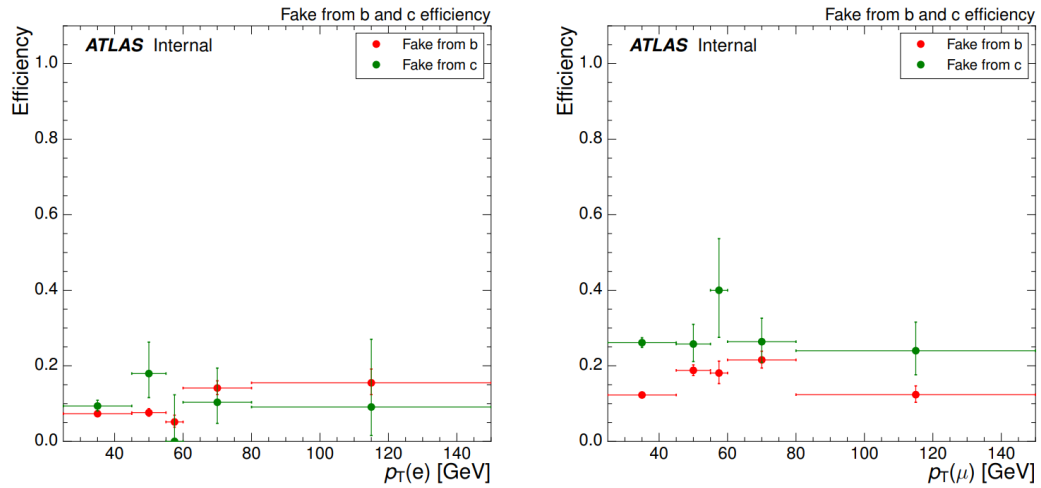 Fake from b and c efficiency
ATLAS Internal
Fake from b
Fake from c
Efficiency
1.0
0.8
0.6
0.4
0.2
0.0
40 60 80 100 120 140
pT(e) [GeV]
Fake from b and c efficiency
ATLAS Internal
Fake from b
Fake from c
Efficiency
1.0
0.8
0.6
0.4
0.2
0.0
40 60 80 100 120 140
pT(μ) [GeV]